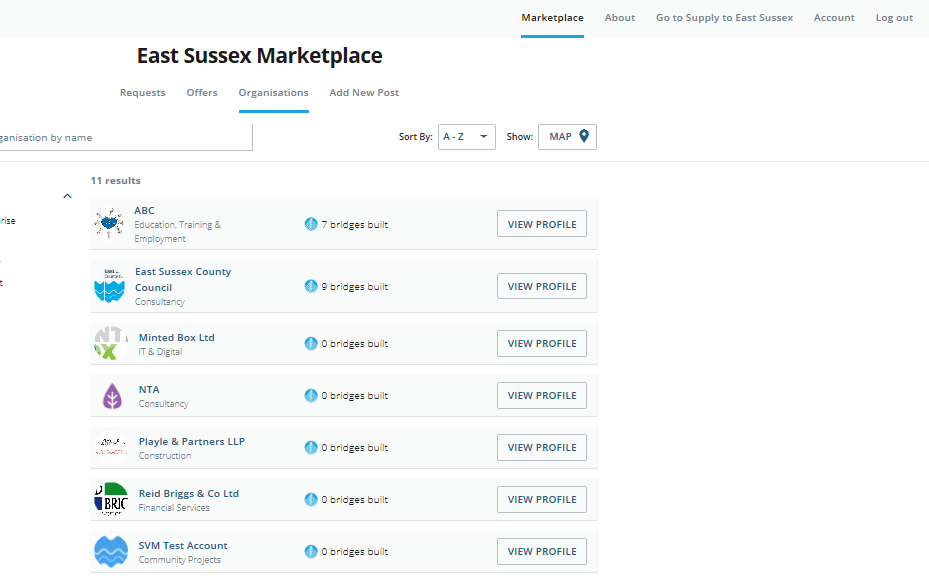 Marketplace About Go to Supply to East Sussex Account Log out
East Sussex Marketplace
Requests Offers Organisations Add New Post
ganisation by name
Sort By: A - Z Show: MAP
11 results
rise
ABC
Education, Training &
Employment
7 bridges built
VIEW PROFILE
East Sussex County
Council
Consultancy
9 bridges built
VIEW PROFILE
Minted Box Ltd
IT & Digital
0 bridges built
VIEW PROFILE
NTA
Consultancy
0 bridges built
VIEW PROFILE
Playle & Partners LLP
Construction
0 bridges built
VIEW PROFILE
BRIC
Reid Briggs & Co Ltd
Financial Services
0 bridges built
VIEW PROFILE
SVM Test Account
Community Projects
0 bridges built
VIEW PROFILE